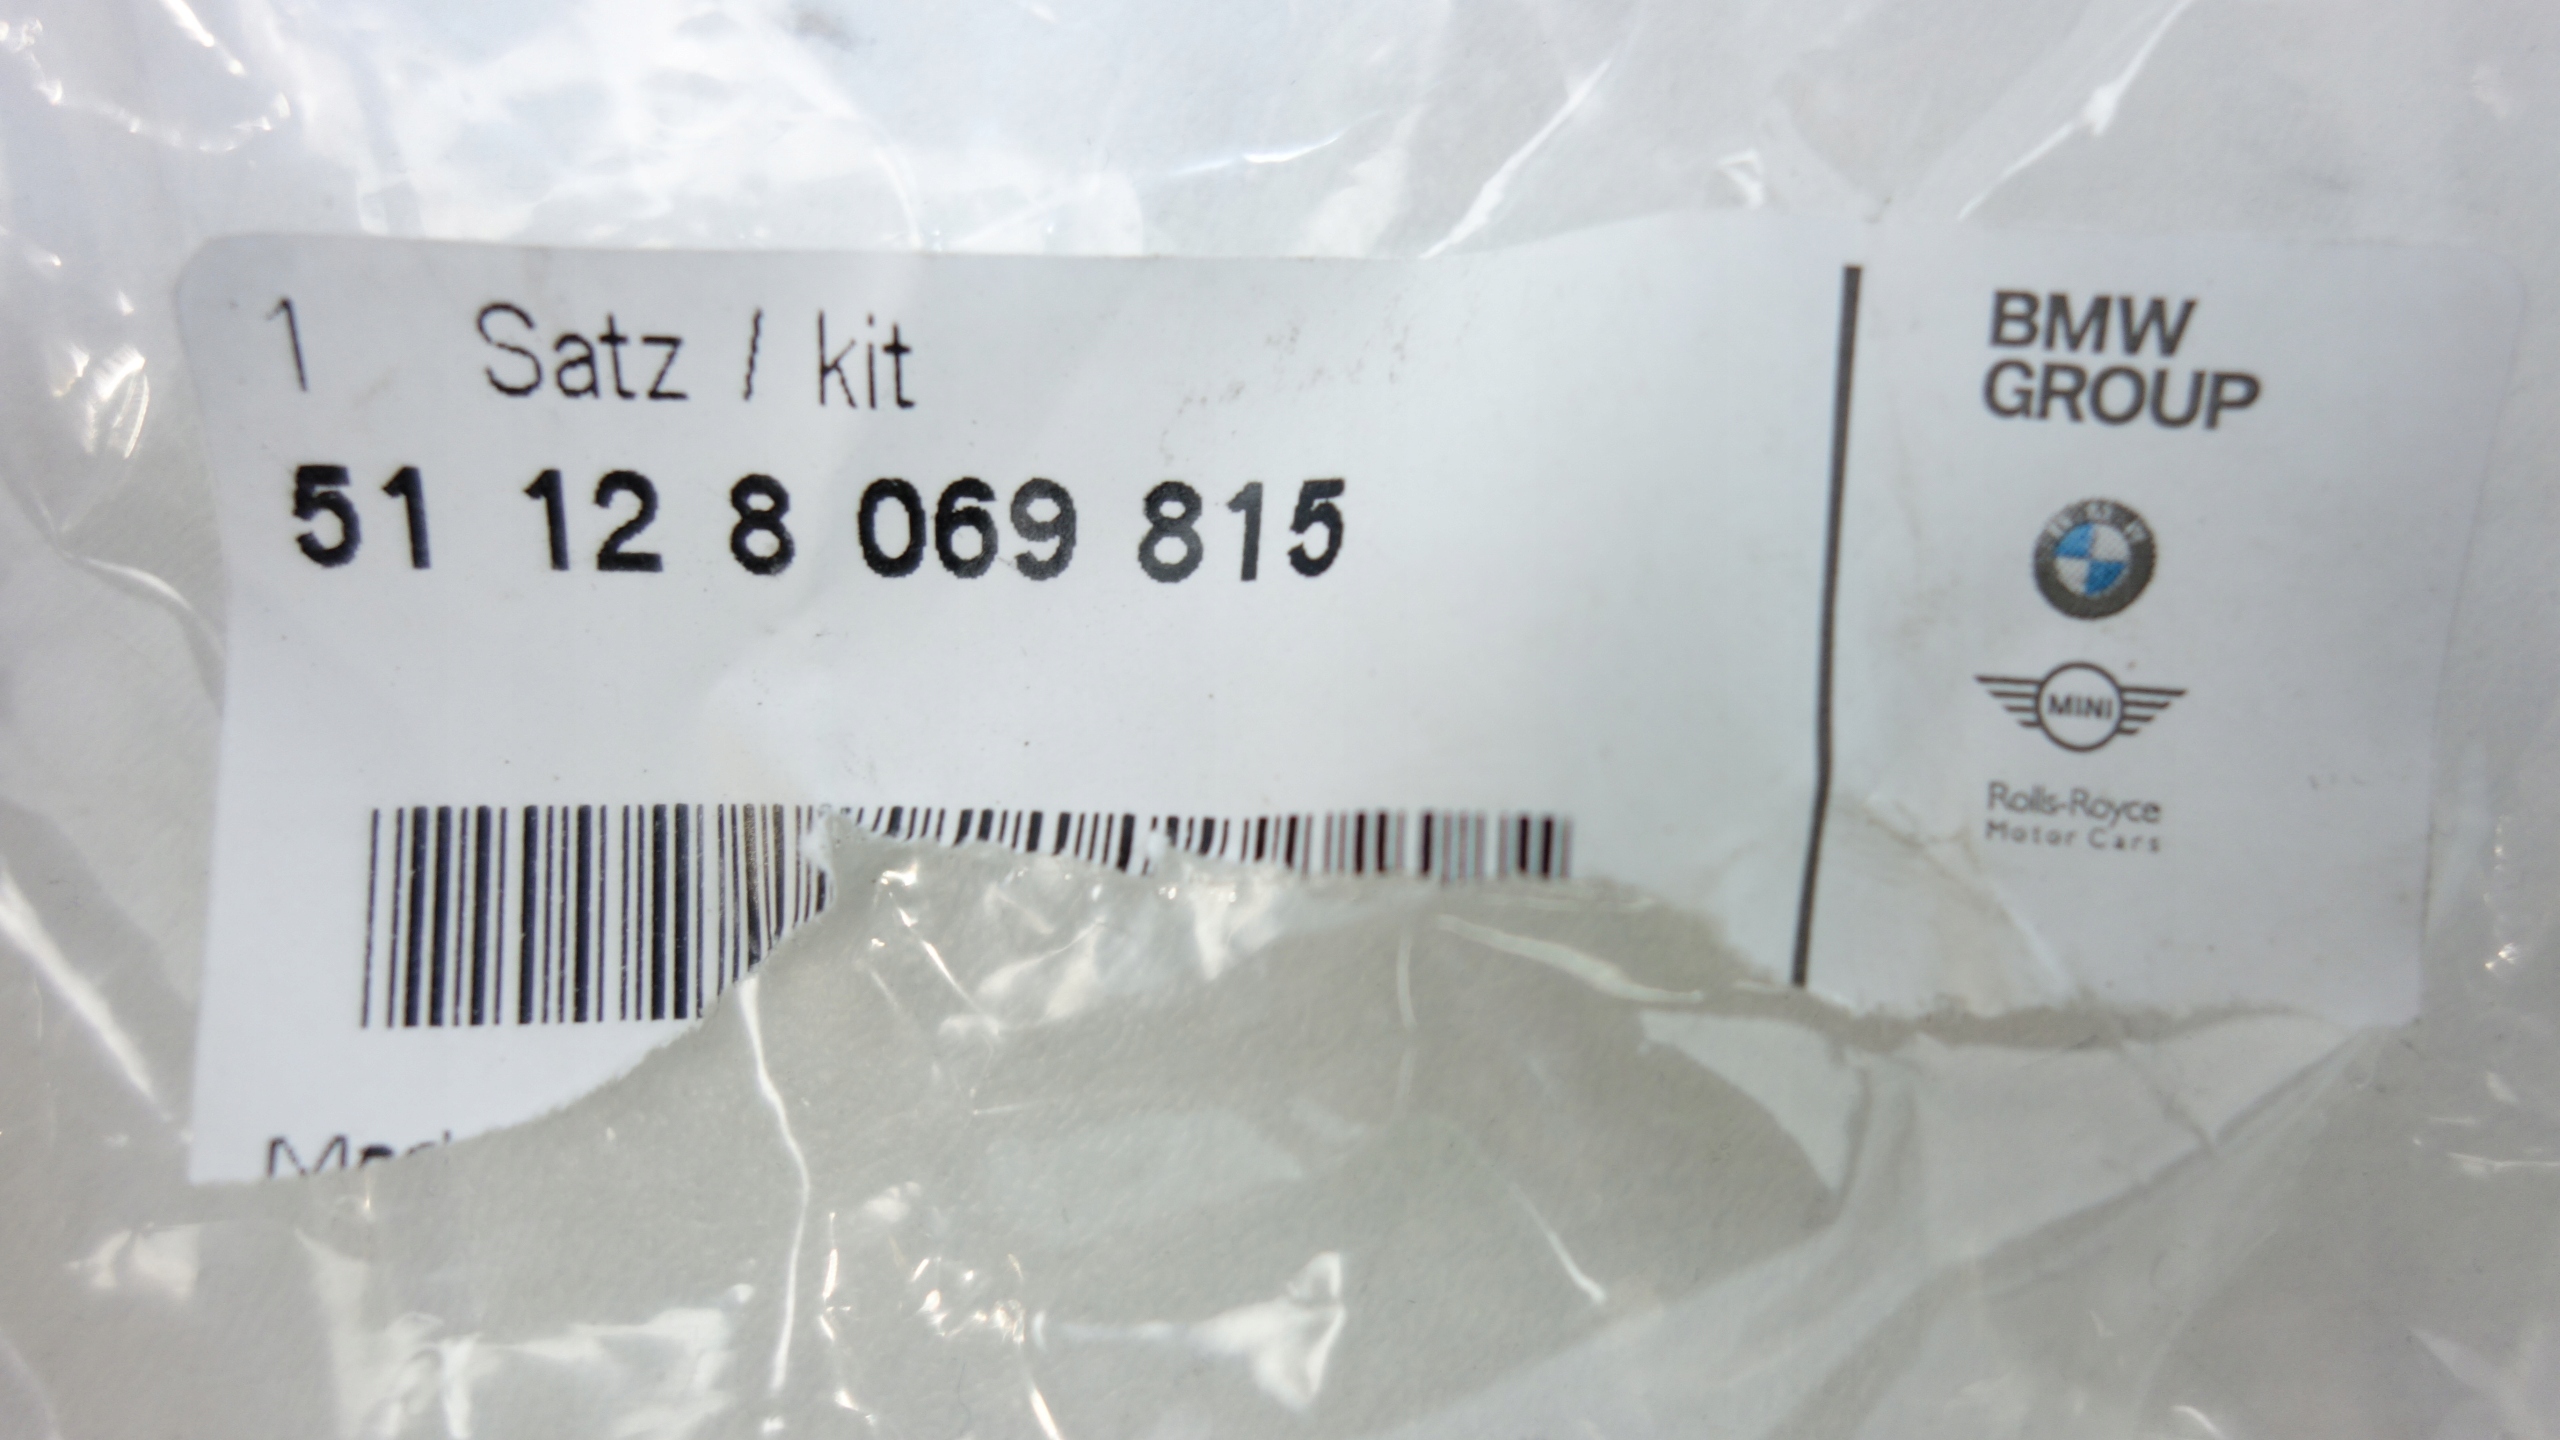 1 Satz / kit
51 12 8 069 815
BMW
GROUP
MINI
Rolls-Royce
Motor Cars